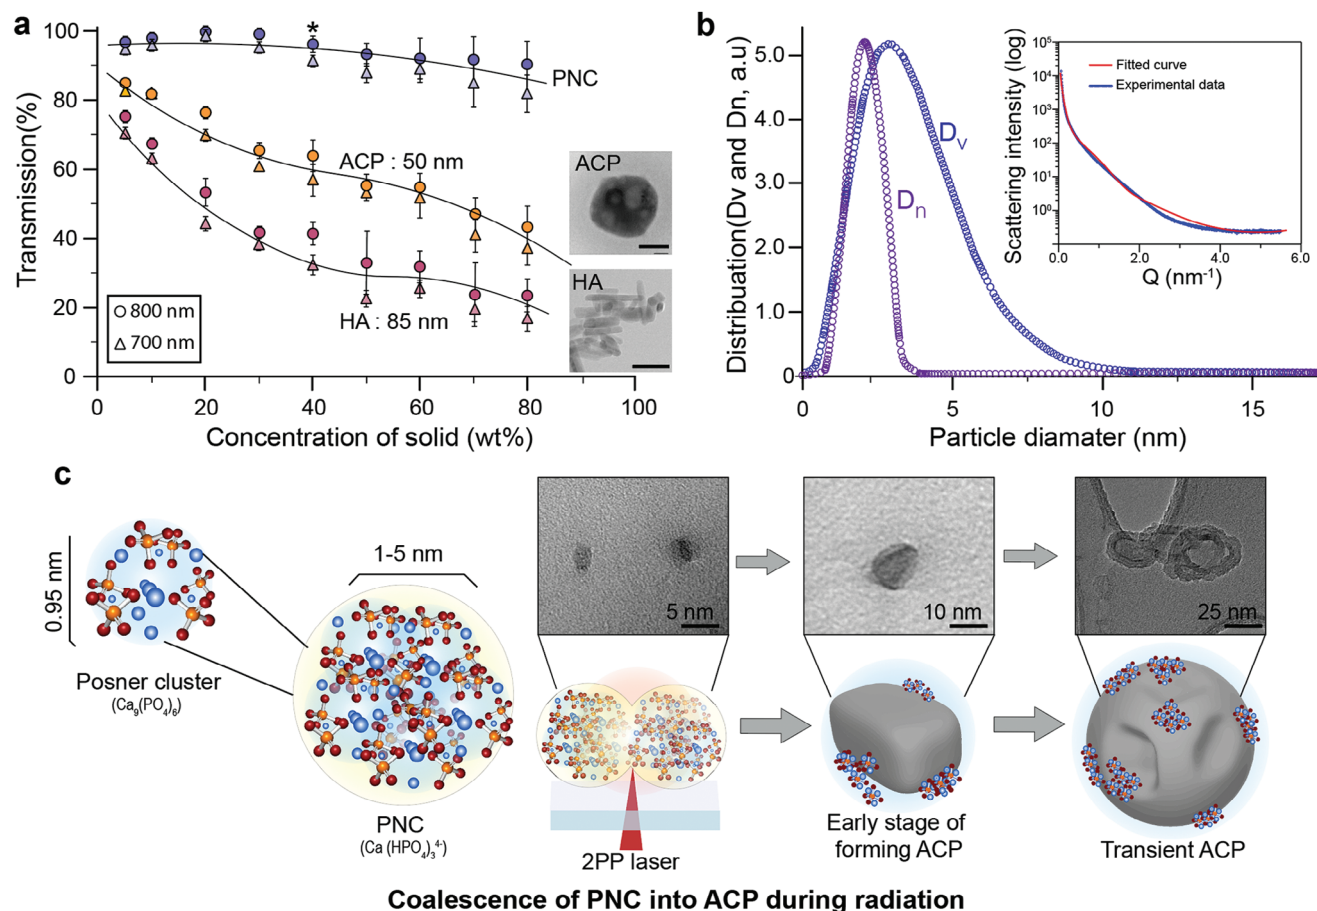 a
Transmission(%)
100
80
60
40
20
0
*
PNC
ACP : 50 nm
HA : 85 nm
800 nm
700 nm
ACP
HA
0
20
40
60
80
100
Concentration of solid (wt%)
b
Distribuation(Dv and Dn, a.u)
5.0
4.0
3.0
2.0
1.0
0
Dv
Dn
0
5
10
15
Particle diamater (nm)
Scattering intensity (log)
10⁵
10⁴
10³
10²
10¹
10⁰
Fitted curve
Experimental data
0.0
2.0
4.0
6.0
Q (nm⁻¹)
c
0.95 nm
Posner cluster
(Ca₉(PO₄)₆)
1-5 nm
PNC
(Ca (HPO₄)₃⁴⁻)
5 nm
10 nm
25 nm
2PP laser
Early stage of
forming ACP
Transient ACP
Coalescence of PNC into ACP during radiation